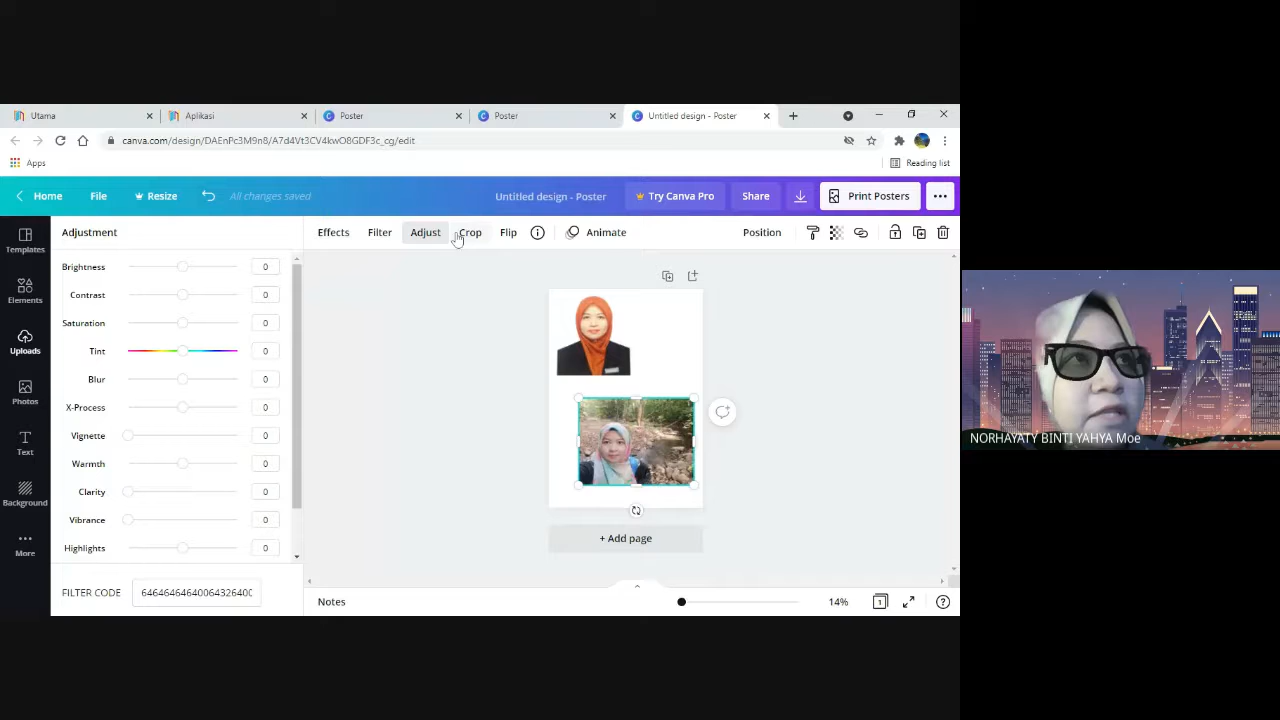 Utama
Aplikasi
Poster
Poster
Untitled design - Poster
canva.com/design/DAEnPc3M9n8/A7d4Vt3CV4kwO8GDF3c_cg/edit
Apps
Reading list
Home
File
Resize
All changes saved
Untitled design - Poster
Try Canva Pro
Share
Print Posters
Templates
Elements
Uploads
Photos
Text
Background
More
Adjustment
Brightness 0
Contrast 0
Saturation 0
Tint 0
Blur 0
X-Process 0
Vignette 0
Warmth 0
Clarity 0
Vibrance 0
Highlights 0
FILTER CODE 6464646464006432640C
Effects
Filter
Adjust
Crop
Flip
Animate
Position
+ Add page
Notes
14%
1
NORHAYATY BINTI YAHYA Moe